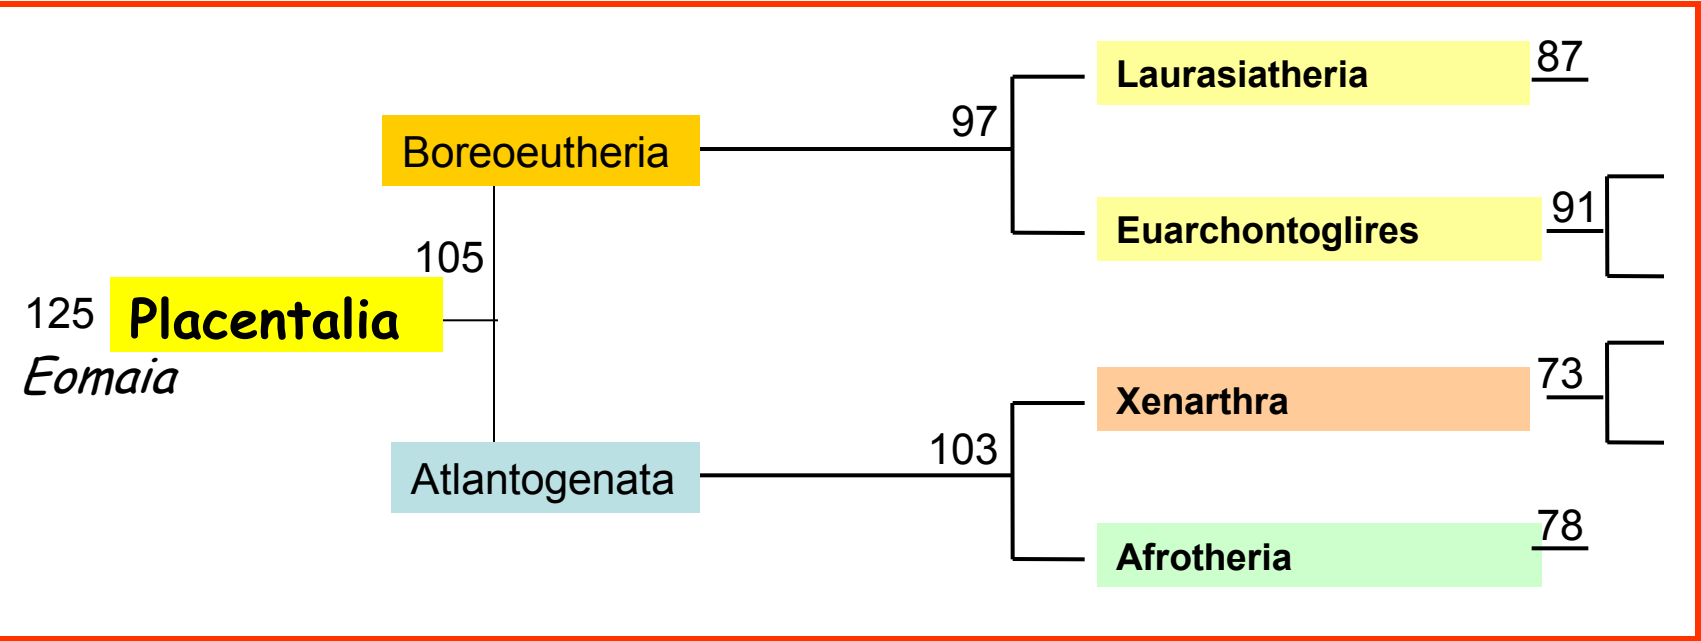 Laurasiatheria
87
97
Boreoeutheria
Euarchontoglires
91
105
125
Placentalia
Eomaia
Xenarthra
73
103
Atlantogenata
Afrotheria
78